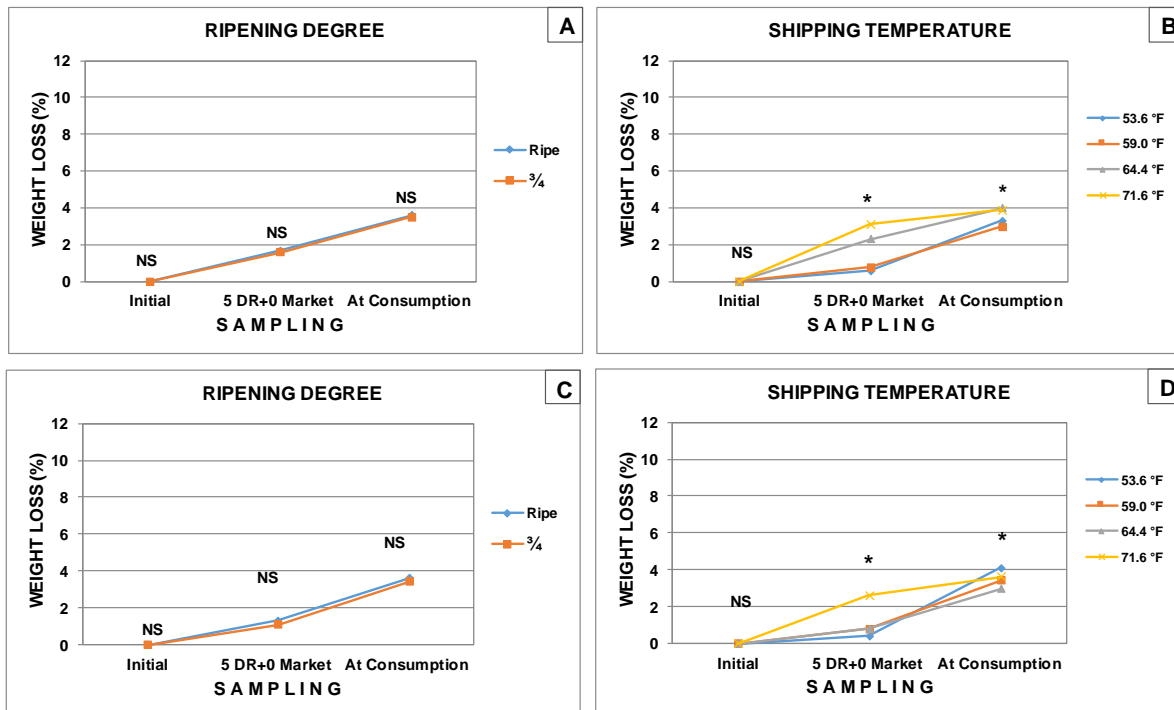 RIPENING DEGREE
A
WEIGHT LOSS (%)
12
10
8
6
4
2
0
NS
NS
NS
Initial
5 DR+0 Market
At Consumption
S A M P L I N G
Ripe
¾
SHIPPING TEMPERATURE
B
WEIGHT LOSS (%)
12
10
8
6
4
2
0
NS
*
*
Initial
5 DR+0 Market
At Consumption
S A M P L I N G
53.6 °F
59.0 °F
64.4 °F
71.6 °F
RIPENING DEGREE
C
WEIGHT LOSS (%)
12
10
8
6
4
2
0
NS
NS
NS
Initial
5 DR+0 Market
At Consumption
S A M P L I N G
Ripe
¾
SHIPPING TEMPERATURE
D
WEIGHT LOSS (%)
12
10
8
6
4
2
0
NS
*
*
Initial
5 DR+0 Market
At Consumption
S A M P L I N G
53.6 °F
59.0 °F
64.4 °F
71.6 °F